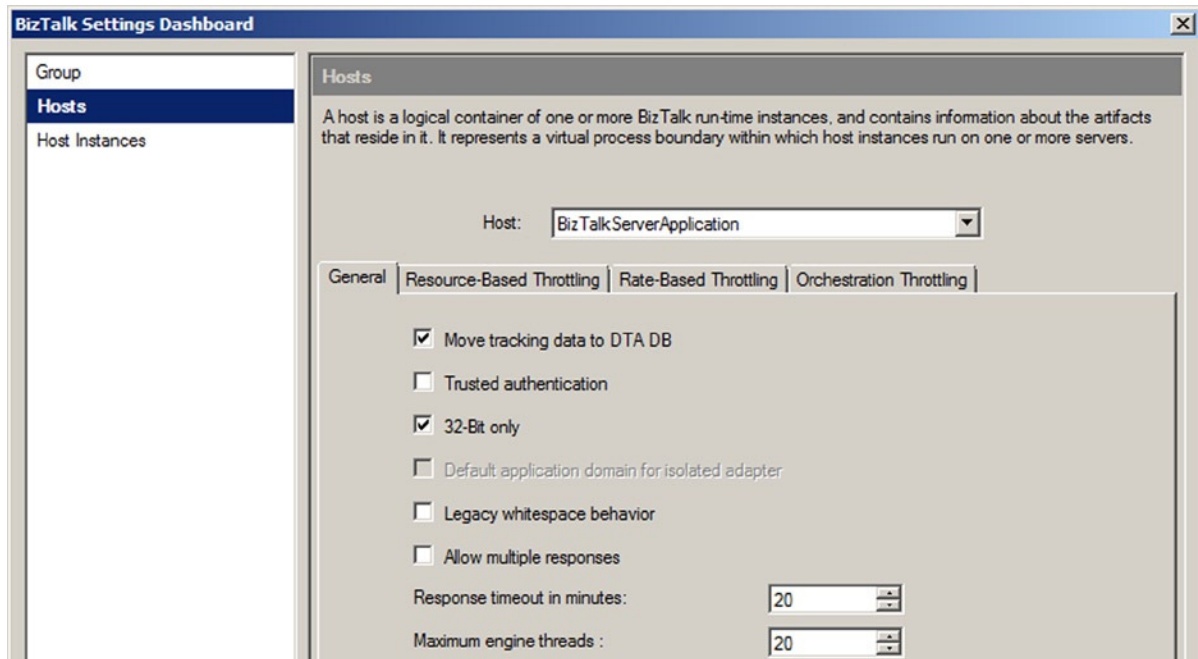 BizTalk Settings Dashboard
Group
Hosts
Host Instances
Hosts
A host is a logical container of one or more BizTalk run-time instances, and contains information about the artifacts
that reside in it. It represents a virtual process boundary within which host instances run on one or more servers.
Host: BizTalkServerApplication
General Resource-Based Throttling Rate-Based Throttling Orchestration Throttling
Move tracking data to DTA DB
Trusted authentication
32-Bit only
Default application domain for isolated adapter
Legacy whitespace behavior
Allow multiple responses
Response timeout in minutes: 20
Maximum engine threads : 20